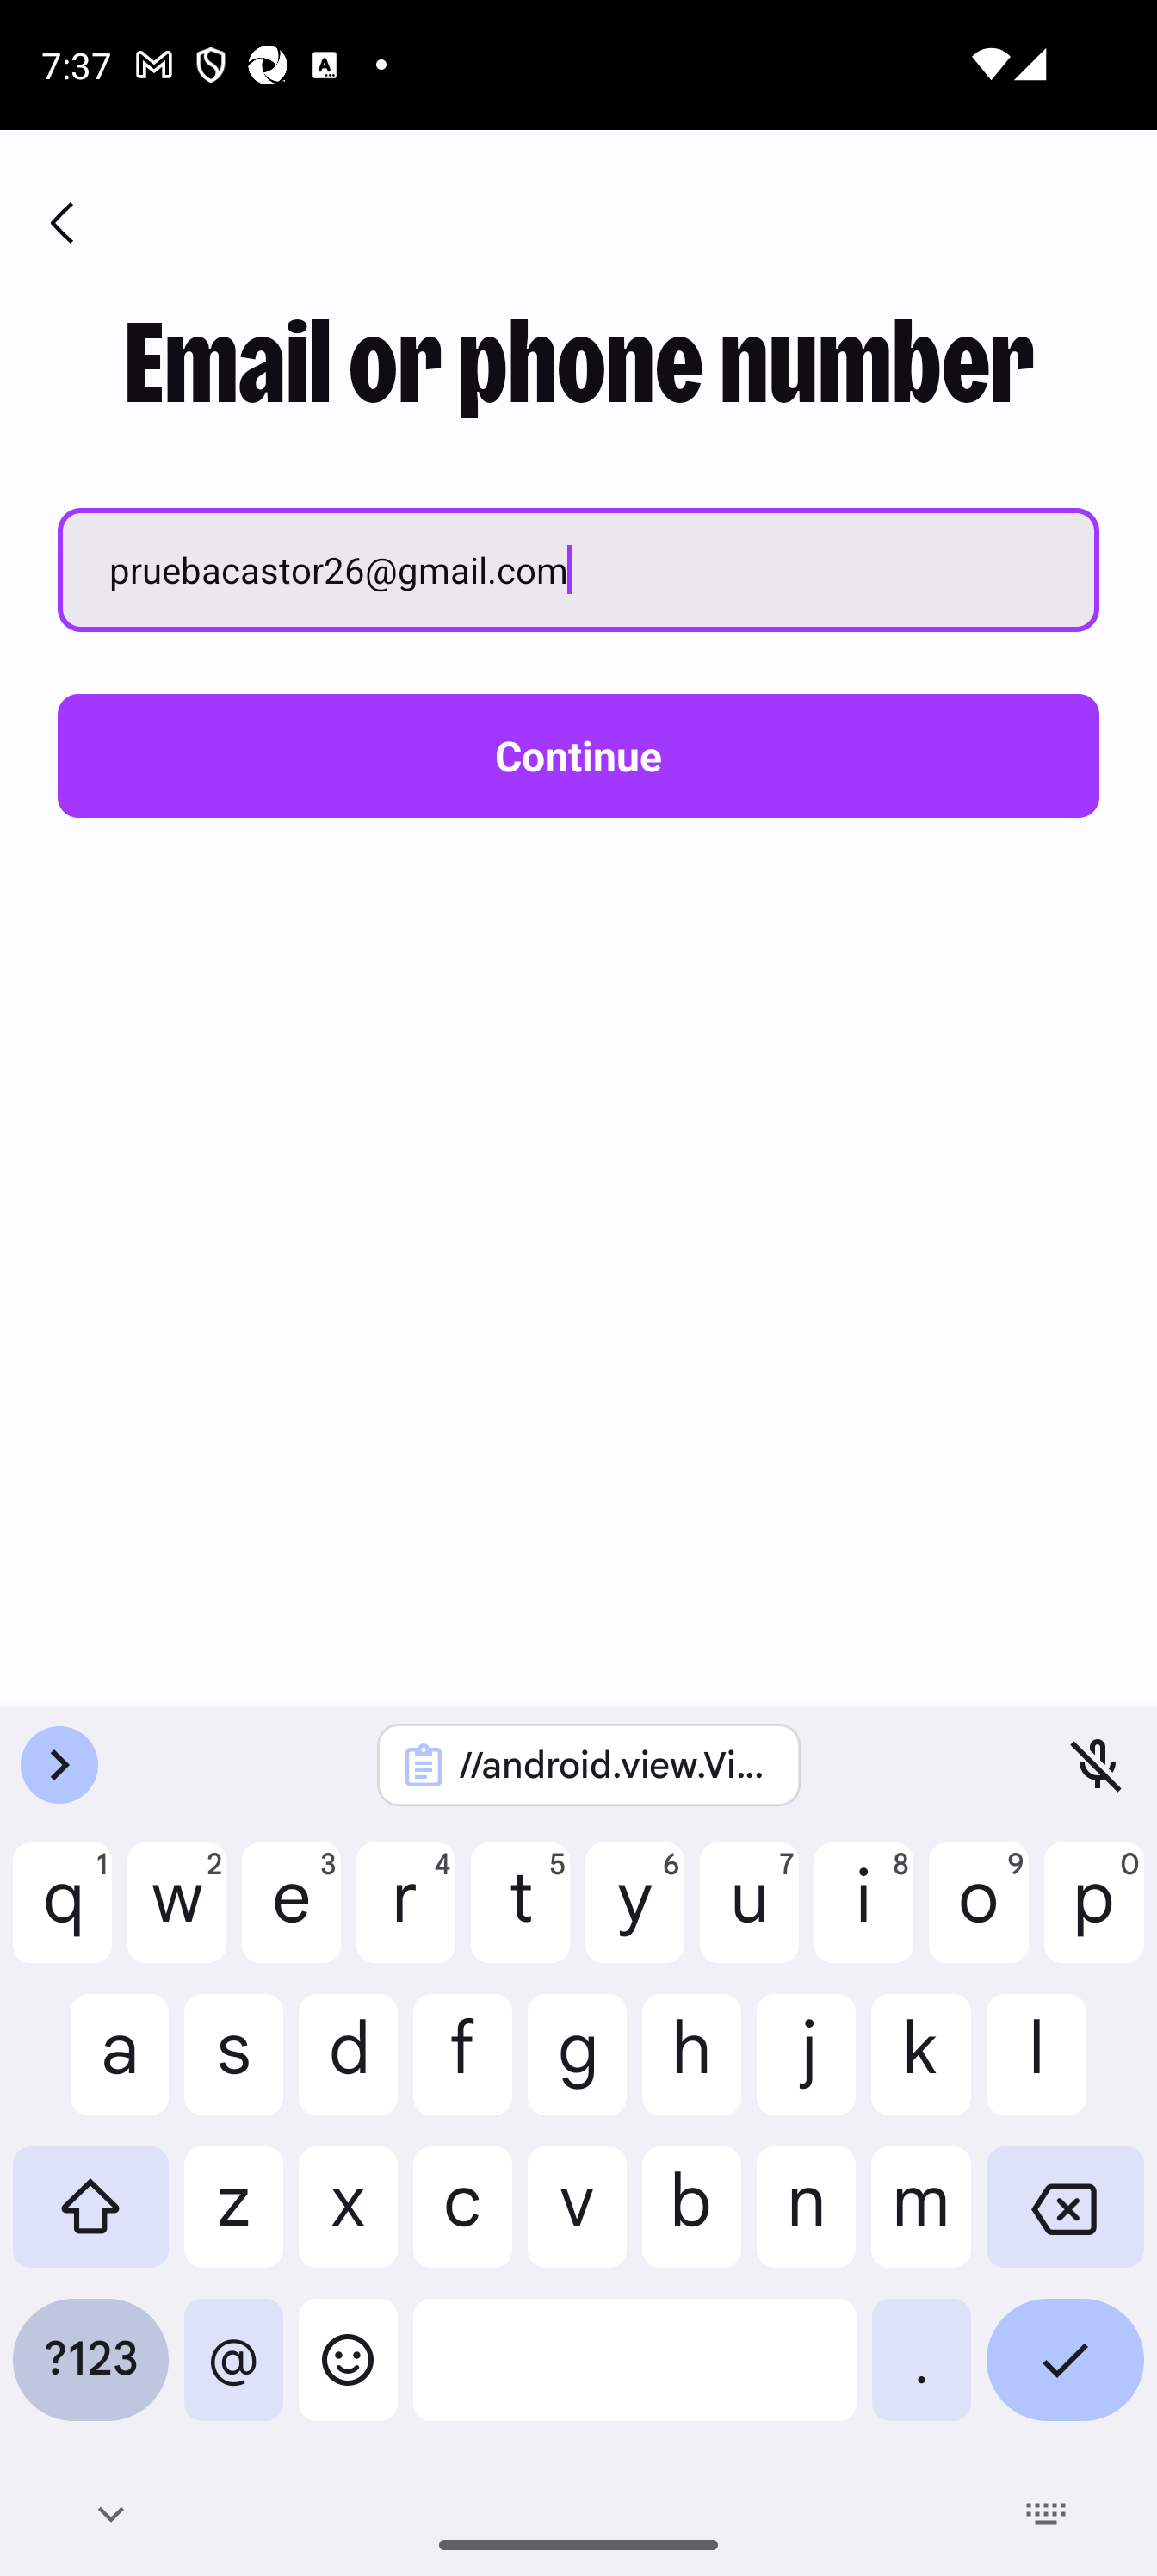 7:37
Email or phone number
pruebacastor26@gmail.com
Continue
//android.view.Vi...
q 1 w 2 e 3 r 4 t 5 y 6 u 7 i 8 o 9 p 0
a s d f g h j k l
z x c v b n m
?123 @ .